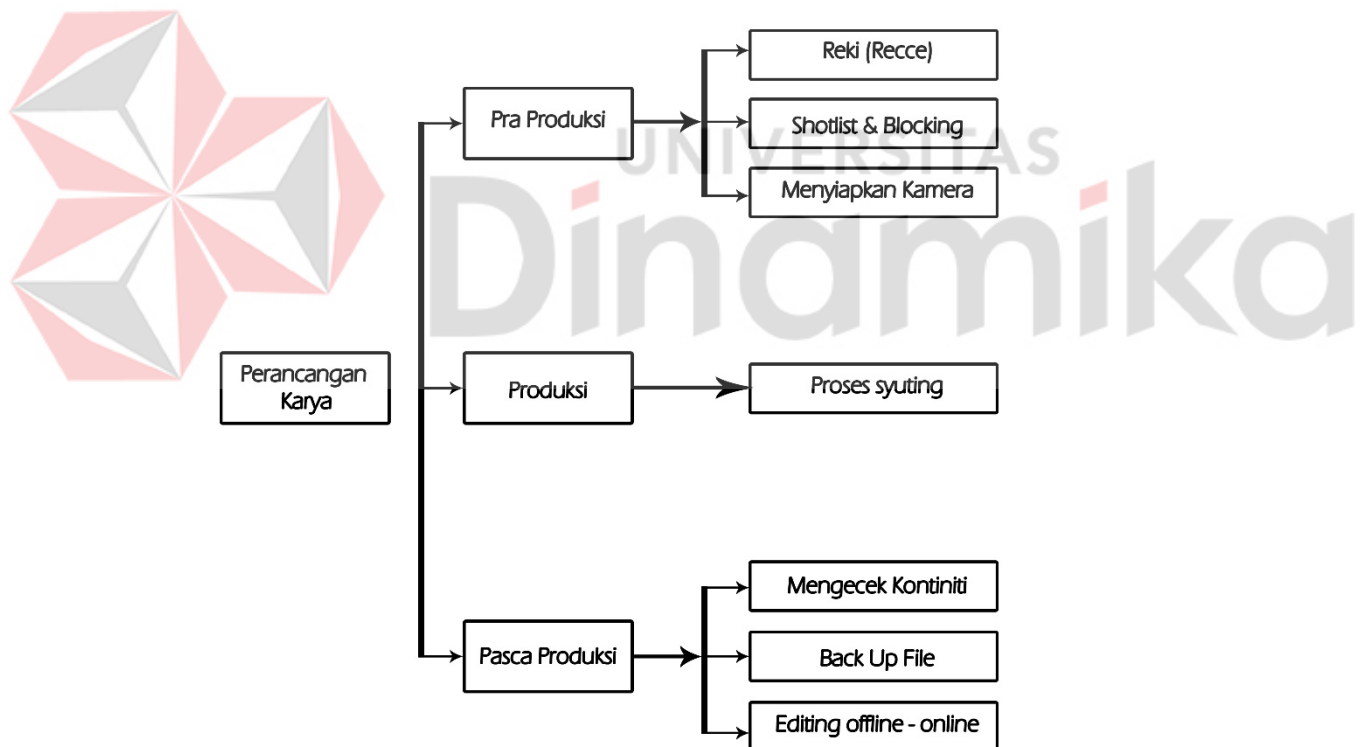 Reki (Recce)
Pra Produksi
Shotlist & Blocking
UNIVERSITAS
Dinamika
Menyiapkan Kamera
Perancangan
Karya
Produksi
Proses syuting
Mengecek Kontiniti
Pasca Produksi
Back Up File
Editing offline - online